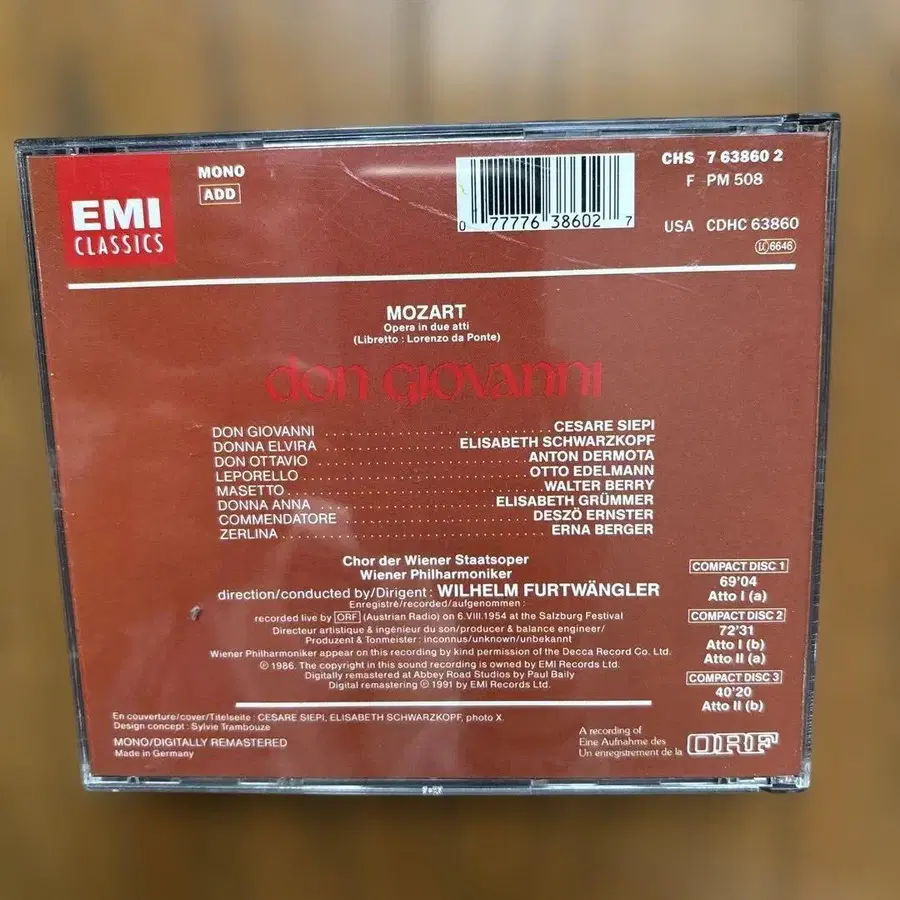 EMI
CLASSICS
MONO
ADD
0 77776 38602 7
CHS 7 63860 2
F PM 508
USA CDHC 63860
6646
MOZART
Opera in due atti
(Libretto : Lorenzo da Ponte)
don GIOVANNI
DON GIOVANNI CESARE SIEPI
DONNA ELVIRA ELISABETH SCHWARZKOPF
DON OTTAVIO ANTON DERMOTA
LEPORELLO OTTO EDELMANN
MASETTO WALTER BERRY
DONNA ANNA ELISABETH GRÜMMER
COMMENDATORE DESZÖ ERNSTER
ZERLINA ERNA BERGER
Chor der Wiener Staatsoper
Wiener Philharmoniker
direction/conducted by/Dirigent : WILHELM FURTWÄNGLER
Enregistré/recorded/aufgenommen :
recorded live by ORF (Austrian Radio) on 6.VIII.1954 at the Salzburg Festival
Directeur artistique & ingénieur du son/producer & balance engineer/
Produzent & Tonmeister : inconnus/unknown/unbekannt
Wiener Philharmoniker appear on this recording by kind permission of the Decca Record Co. Ltd.
℗ 1986. The copyright in this sound recording is owned by EMI Records Ltd.
Digitally remastered at Abbey Road Studios by Paul Baily
Digital remastering ℗ 1991 by EMI Records Ltd.
COMPACT DISC 1
69'04
Atto I (a)
COMPACT DISC 2
72'31
Atto I (b)
Atto II (a)
COMPACT DISC 3
40'20
Atto II (b)
En couverture/cover/Titelseite : CESARE SIEPI, ELISABETH SCHWARZKOPF, photo X.
Design concept : Sylvie Trambouze
MONO/DIGITALLY REMASTERED
Made in Germany
A recording of
Eine Aufnahme des
Un enregistrement de la
ORF